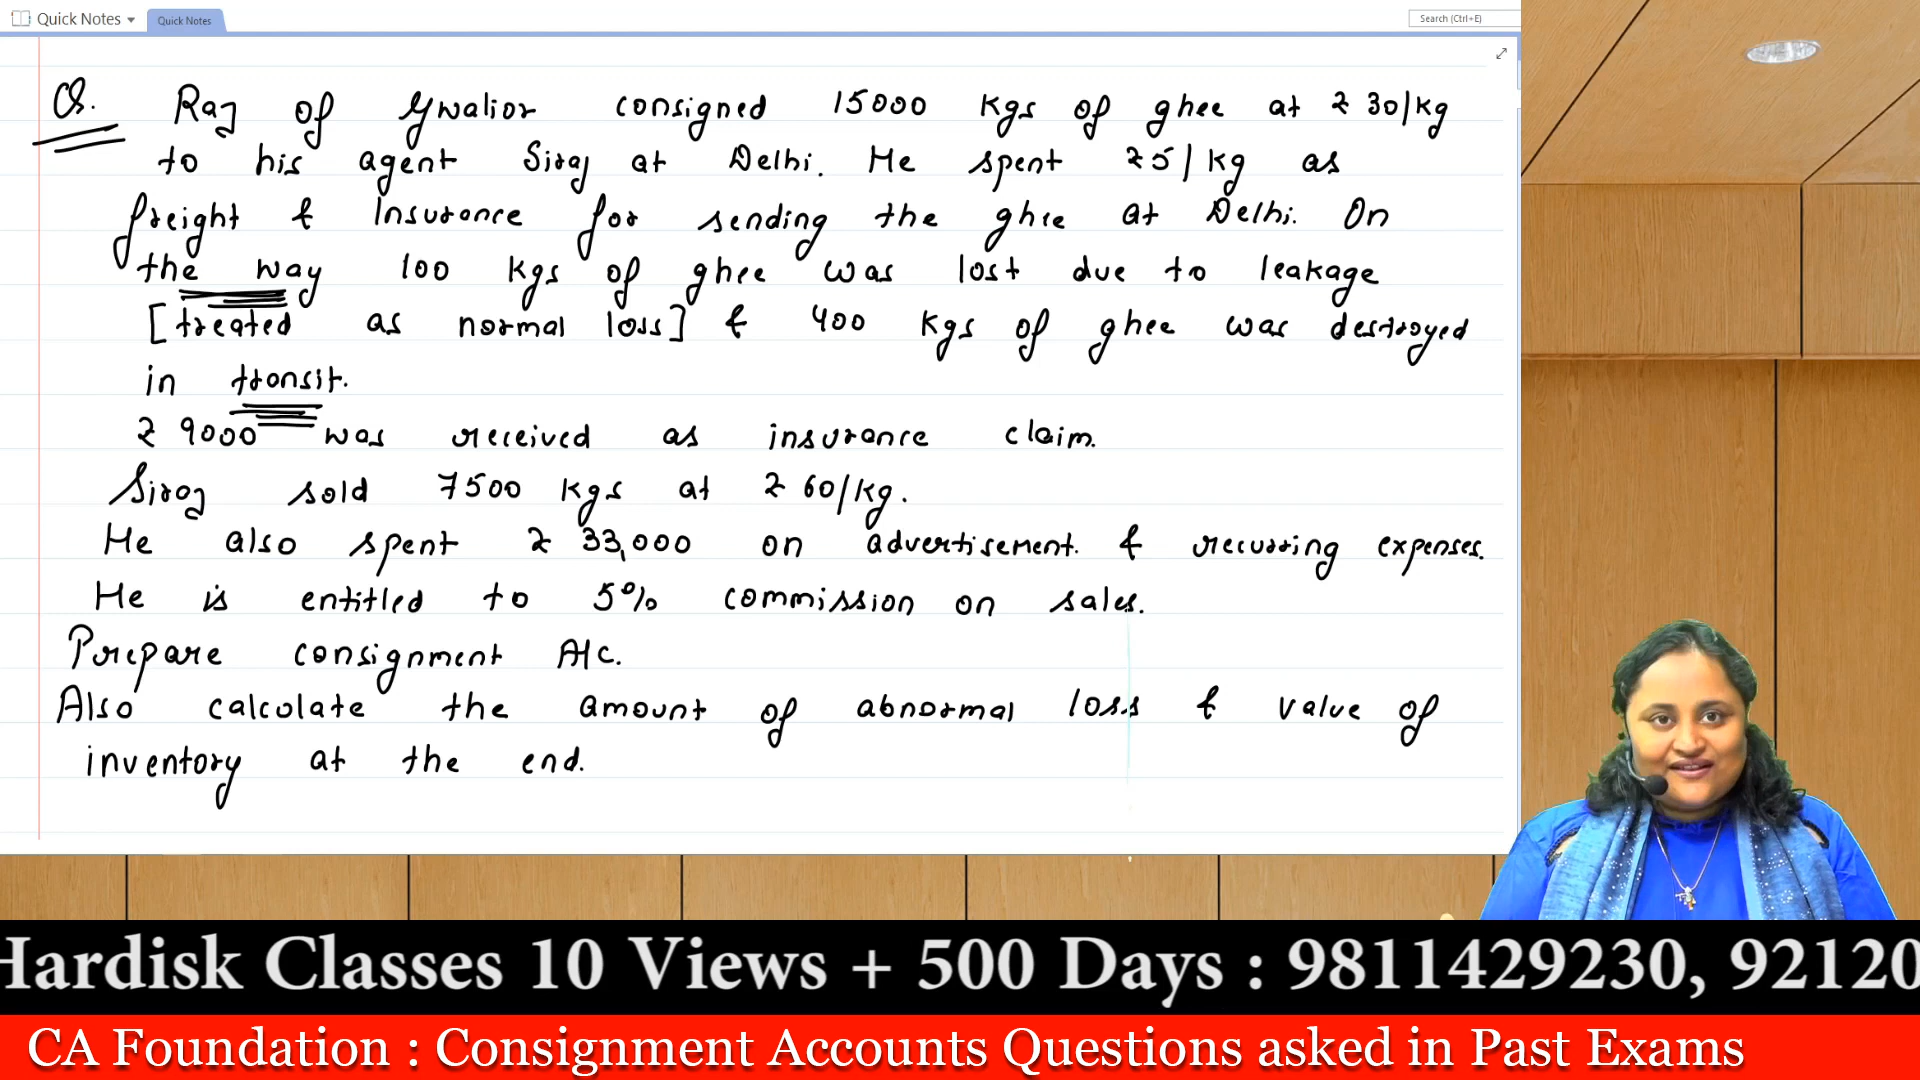 Quick Notes
Quick Notes
Search (Ctrl+E)
Q. Raj of Gwalior consigned 15000 kgs of ghee at ₹ 30/kg
to his agent Siraj at Delhi. He spent ₹5/kg as
freight & Insurance for sending the ghee at Delhi. On
the way 100 kgs of ghee was lost due to leakage
[treated as normal loss] & 400 kgs of ghee was destroyed
in transit.
₹ 9000 was received as insurance claim.
Siraj sold 7500 kgs at ₹ 60/kg.
He also spent ₹ 33,000 on advertisement & recurring expenses.
He is entitled to 5% commission on sales.
Prepare consignment A/c.
Also calculate the amount of abnormal loss & value of
inventory at the end.
Hardisk Classes 10 Views + 500 Days : 9811429230, 92120
CA Foundation : Consignment Accounts Questions asked in Past Exams